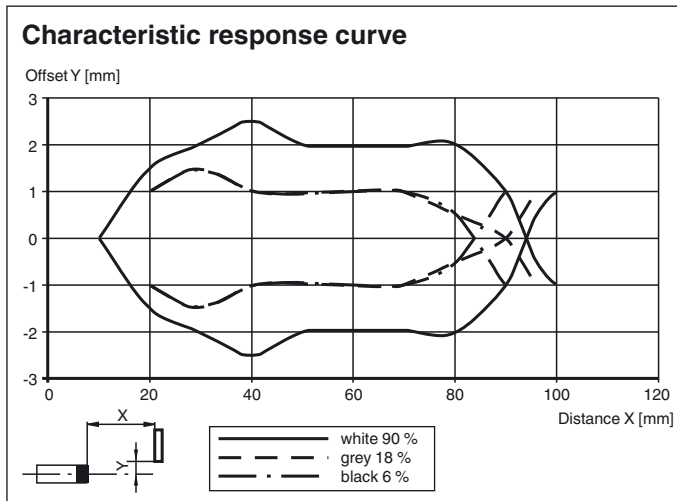 Characteristic response curve
Offset Y [mm]
3
2
1
0
-1
-2
-3
0 20 40 60 80 100 120
Distance X [mm]
X
Y
white 90 %
grey 18 %
black 6 %